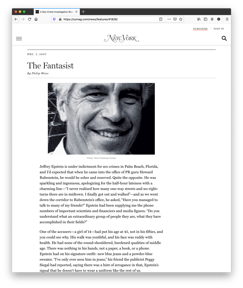 NEW YORK
DEC. 7, 2007
The Fantasist
By Philip Weiss
Jeffrey Epstein is under indictment for sex crimes in Palm Beach, Florida,
and I'd expected that when he came into the office of PR guru Howard
Rubenstein, he would be sober and reserved. Quite the opposite. He was
sparkling and ingenuous, apologizing for the half-hour lateness with a
charming line—"I never realized how many one-way streets and no-right-
turns there are in midtown. I finally got out and walked"—and as we went
down the corridor to Rubenstein's office, he asked, "Have you managed to
talk to many of my friends?" Epstein had been supplying me the phone
numbers of important scientists and financiers and media figures. "Do you
understand what an extraordinary group of people they are, what they have
accomplished in their fields?"
One of the accusers—a girl of 14—had put his age at 45, not in his fifties, and
you could see why. His walk was youthful, and his face was ruddy with
health. He had none of the round-shouldered, burdened qualities of middle
age. There was nothing in his hands, not a paper, a book, or a phone.
Epstein had on his signature outfit: new blue jeans and a powder-blue
sweater. "I've only ever seen him in jeans," his friend the publicist Peggy
Siegal had reported, saying there was a hint of arrogance in that, Epstein's
signal that he doesn't have to wear a uniform like the rest of us.